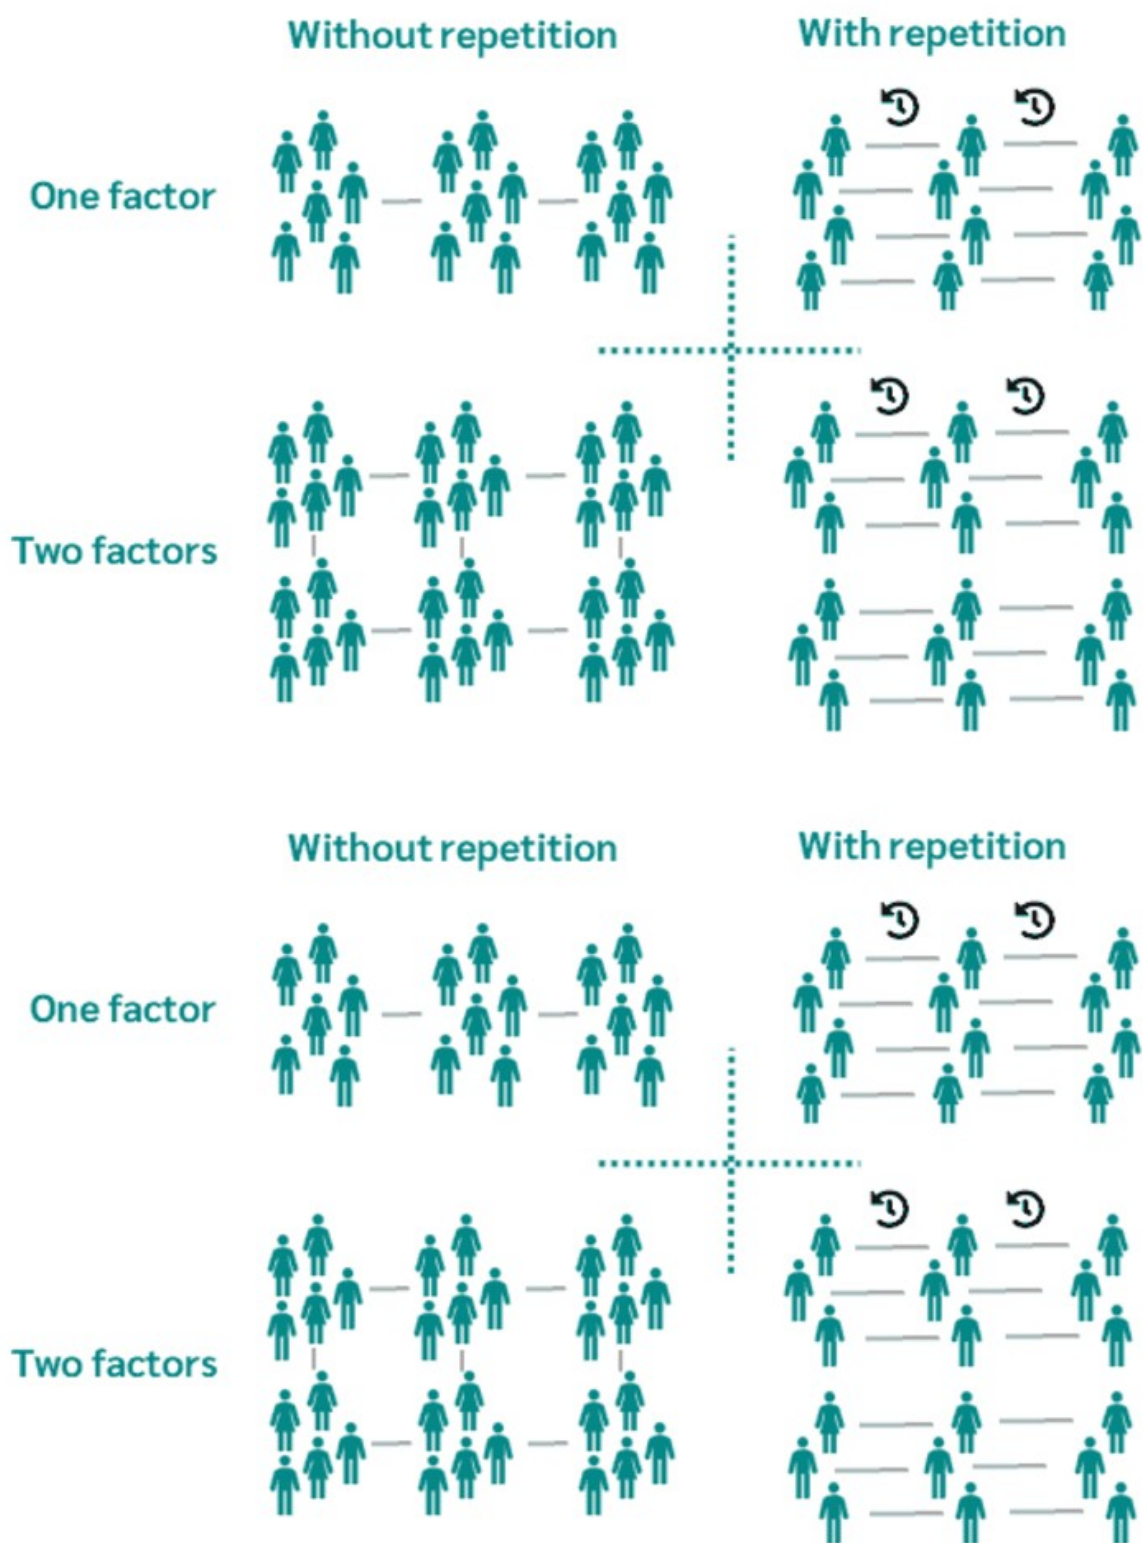 Without repetition
With repetition
One factor
Two factors
Without repetition
With repetition
One factor
Two factors